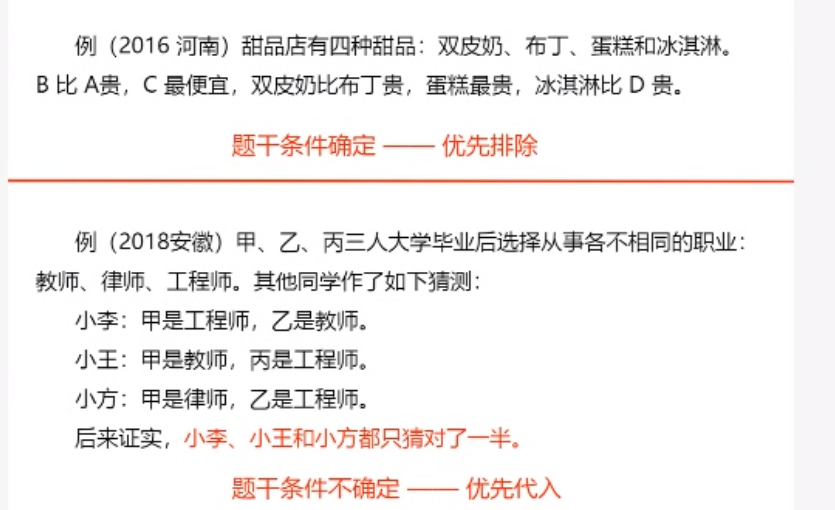 例（2016 河南）甜品店有四种甜品：双皮奶、布丁、蛋糕和冰淇淋。
B 比 A贵，C 最便宜，双皮奶比布丁贵，蛋糕最贵，冰淇淋比 D 贵。
题干条件确定 —— 优先排除
例（2018安徽）甲、乙、丙三人大学毕业后选择从事各不相同的职业：
教师、律师、工程师。其他同学作了如下猜测：
小李：甲是工程师，乙是教师。
小王：甲是教师，丙是工程师。
小方：甲是律师，乙是工程师。
后来证实，小李、小王和小方都只猜对了一半。
题干条件不确定 —— 优先代入